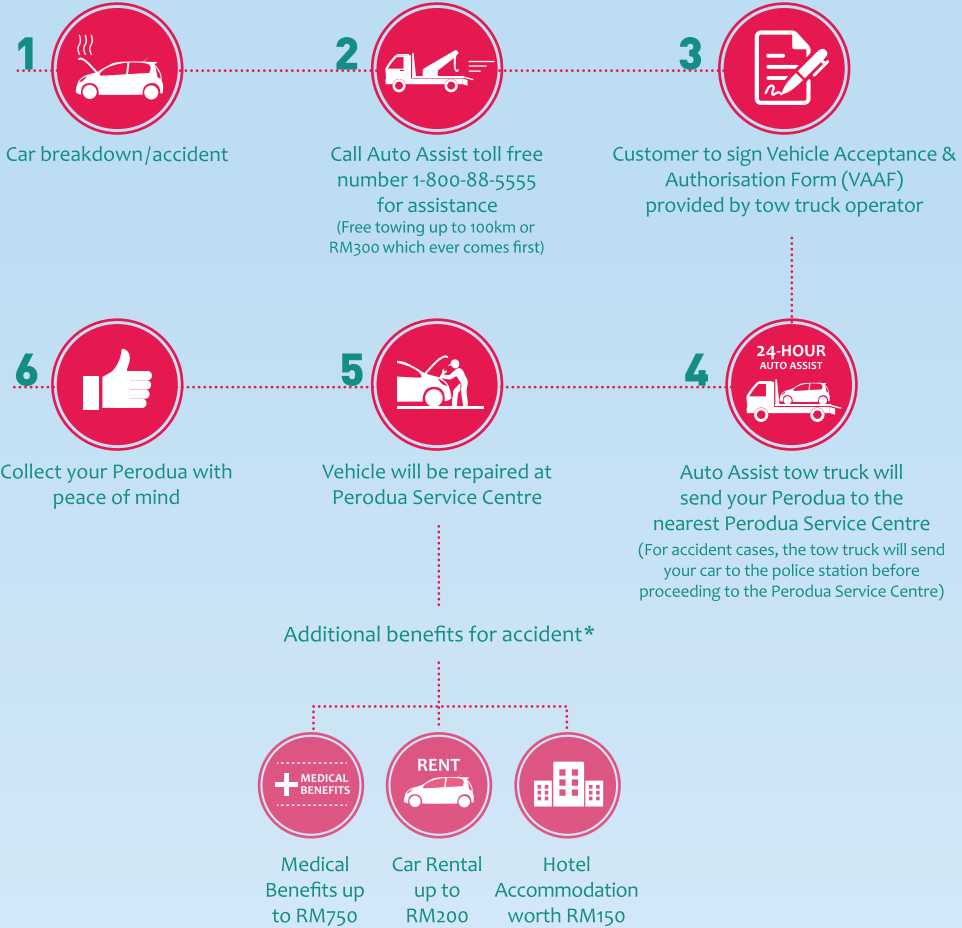 1
Car breakdown/accident
2
Call Auto Assist toll free
number 1-800-88-5555
for assistance
(Free towing up to 100km or
RM300 which ever comes first)
3
Customer to sign Vehicle Acceptance &
Authorisation Form (VAAF)
provided by tow truck operator
4
24-HOUR
AUTO ASSIST
Auto Assist tow truck will
send your Perodua to the
nearest Perodua Service Centre
(For accident cases, the tow truck will send
your car to the police station before
proceeding to the Perodua Service Centre)
5
Vehicle will be repaired at
Perodua Service Centre
6
Collect your Perodua with
peace of mind
Additional benefits for accident*
MEDICAL
BENEFITS
Medical
Benefits up
to RM750
RENT
Car Rental
up to
RM200
Hotel
Accommodation
worth RM150